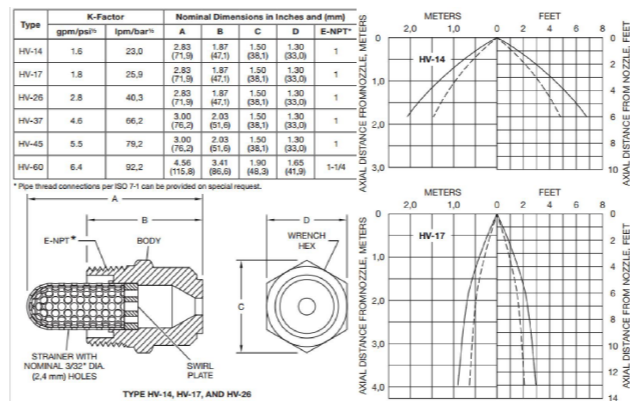 Type
K-Factor
Nominal Dimensions in Inches and (mm)
gpm/psi½
lpm/bar½
A
B
C
D
E-NPT*
HV-14 1.6 23,0 2.83 (71,9) 1.87 (47,1) 1.50 (38,1) 1.30 (33,0) 1
HV-17 1.8 25,9 2.83 (71,9) 1.87 (47,1) 1.50 (38,1) 1.30 (33,0) 1
HV-26 2.8 40,3 2.83 (71,9) 1.87 (47,1) 1.50 (38,1) 1.30 (33,0) 1
HV-37 4.6 66,2 3.00 (76,2) 2.03 (51,6) 1.50 (38,1) 1.30 (33,0) 1
HV-45 5.5 79,2 3.00 (76,2) 2.03 (51,6) 1.50 (38,1) 1.30 (33,0) 1
HV-60 6.4 92,2 4.56 (115,8) 3.41 (86,6) 1.90 (48,3) 1.65 (41,9) 1-1/4
* Pipe thread connections per ISO 7-1 can be provided on special request.
A
B
D
E-NPT*
BODY
WRENCH
HEX
C
STRAINER WITH
NOMINAL 3/32" DIA.
(2,4 mm) HOLES
SWIRL
PLATE
TYPE HV-14, HV-17, AND HV-26
METERS
FEET
2,0 1,0 0 2 4 6 8
HV-14
AXIAL DISTANCE FROMNOZZLE, METERS
0
1,0
2,0
3,0
AXIAL DISTANCE FROM NOZZLE, FEET
0
2
4
6
8
10
METERS
FEET
2,0 1,0 0 2 4 6 8
HV-17
AXIAL DISTANCE FROMNOZZLE, METERS
0
1,0
2,0
3,0
4,0
AXIAL DISTANCE FROM NOZZLE, FEET
0
2
4
6
8
10
12
14